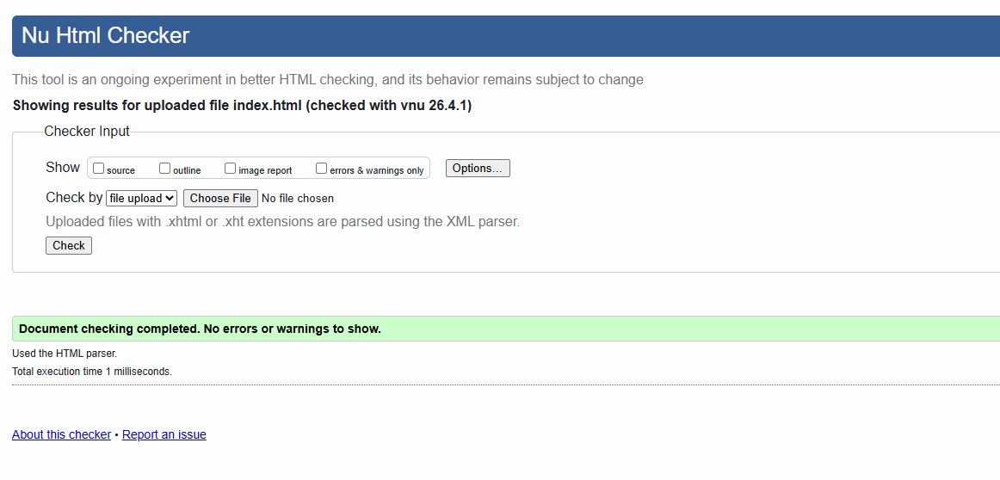 Nu Html Checker
This tool is an ongoing experiment in better HTML checking, and its behavior remains subject to change
Showing results for uploaded file index.html (checked with vnu 26.4.1)
Checker Input
Show source outline image report errors & warnings only Options...
Check by file upload Choose File No file chosen
Uploaded files with .xhtml or .xht extensions are parsed using the XML parser.
Check
Document checking completed. No errors or warnings to show.
Used the HTML parser.
Total execution time 1 milliseconds.
About this checker • Report an issue